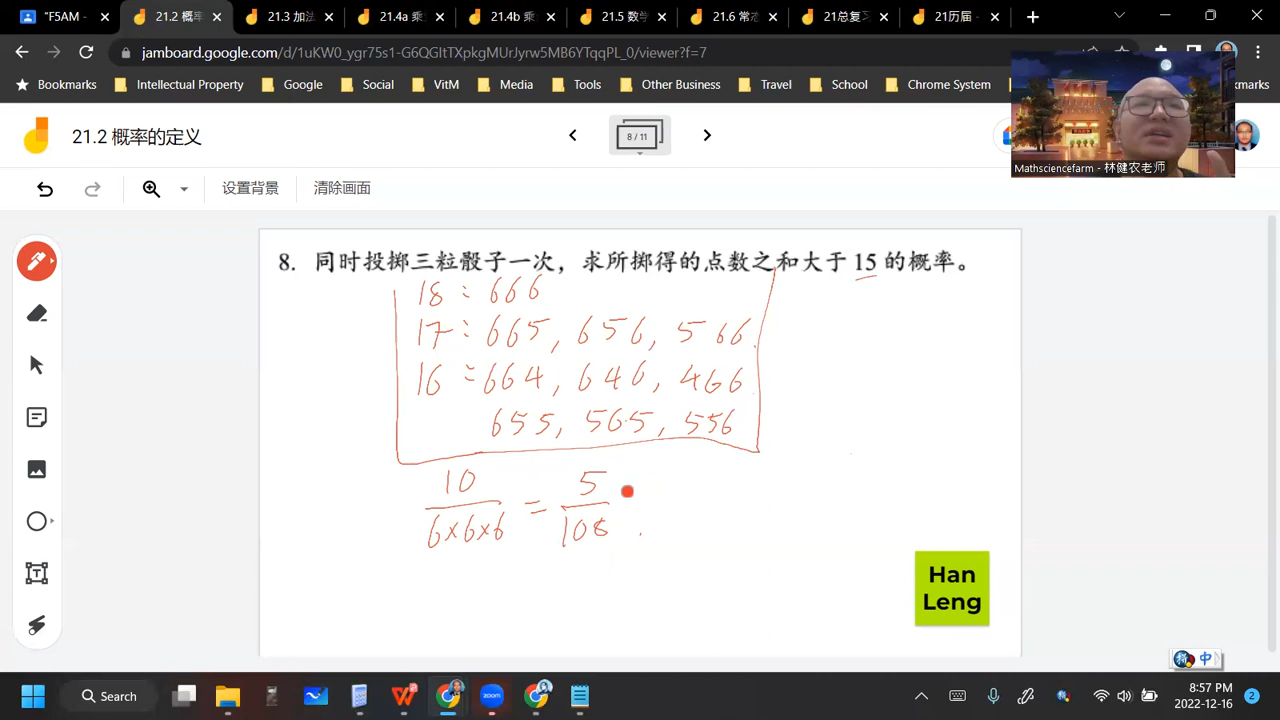 "F5AM
21.2 概率
21.3 加法
21.4a 乘
21.4b 乘
21.5 数学
21总复习
21历届
jamboard.google.com/d/1uKW0_ygr75s1-G6QGltTXpkgMUrJnw5MB6YTqqPL_0/viewer?f=7
Bookmarks
Intellectual Property
Google
Social
VitM
Media
Tools
Other Business
Travel
School
Chrome System
Mathsciencefarm - 林健农老师
21.2 概率的定义
8 / 11
设置背景
清除画面
8. 同时投掷三粒骰子一次，求所掷得的点数之和大于 15 的概率。
18 : 666
17 : 665, 656, 566
16 : 664, 646, 466
655, 565, 556
10
6×6×6
=
5
108
Han
Leng
中
Search
8:57 PM
2022-12-16
2